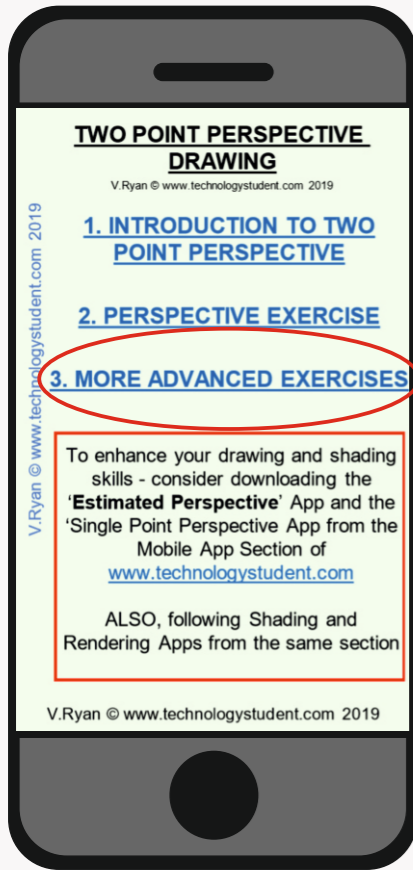 TWO POINT PERSPECTIVE
DRAWING
V.Ryan © www.technologystudent.com 2019
V.Ryan © www.technologystudent.com 2019
1. INTRODUCTION TO TWO
POINT PERSPECTIVE
2. PERSPECTIVE EXERCISE
3. MORE ADVANCED EXERCISES
To enhance your drawing and shading
skills - consider downloading the
‘Estimated Perspective’ App and the
‘Single Point Perspective App from the
Mobile App Section of
www.technologystudent.com
ALSO, following Shading and
Rendering Apps from the same section
V.Ryan © www.technologystudent.com 2019